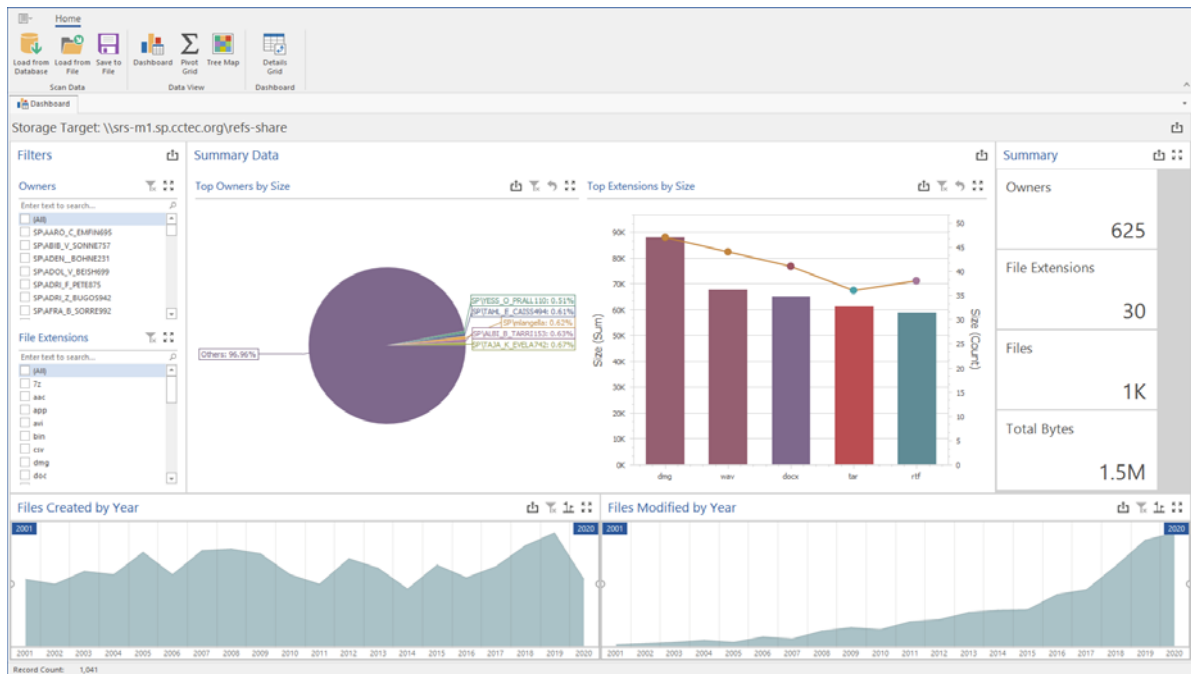 Home
Load from Database
Load from File
Save to File
Dashboard
Pivot Grid
Tree Map
Details Grid
Scan Data
Data View
Dashboard
Dashboard
Storage Target: \\srs-m1.sp.cctec.org\refs-share
Filters
Summary Data
Summary
Owners
Enter text to search...
(All)
SP\AARO_C_EMFIN695
SP\ABIB_V_SONNE757
SP\ADEN__BOHNE231
SP\ADOL_V_BEISH699
SP\ADRI_F_PETE875
SP\ADRI_Z_BUGOS942
SP\AFRA_B_SORRE992
File Extensions
Enter text to search...
(All)
7z
aac
app
avi
bin
csv
dmg
doc
Top Owners by Size
Others: 96.96%
SP\YESS_O_PRALL110: 0.51%
SP\TAHL_E_CAISS494: 0.61%
SP\nlangella: 0.62%
SP\ALBI_B_TARRI153: 0.63%
SP\TAJA_K_EVELA742: 0.67%
Top Extensions by Size
Size (Sum)
90K
80K
70K
60K
50K
40K
30K
20K
10K
0K
dmg
wav
docx
tar
rtf
50
45
40
35
30
25
20
15
10
5
0
Size (Count)
Owners
625
File Extensions
30
Files
1K
Total Bytes
1.5M
Files Created by Year
2001
2020
2001 2002 2003 2004 2005 2006 2007 2008 2009 2010 2011 2012 2013 2014 2015 2016 2017 2018 2019 2020
Files Modified by Year
2001
2020
2001 2002 2003 2004 2005 2006 2007 2008 2009 2010 2011 2012 2013 2014 2015 2016 2017 2018 2019 2020
Record Count: 1,041